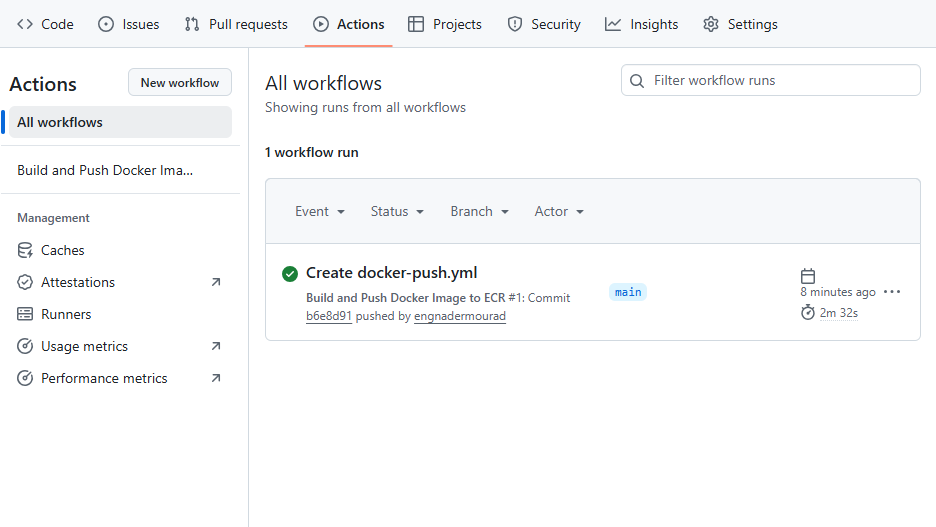 Code Issues Pull requests Actions Projects Security Insights Settings
Actions
New workflow
All workflows
Build and Push Docker Ima...
Management
Caches
Attestations
Runners
Usage metrics
Performance metrics
All workflows
Showing runs from all workflows
Filter workflow runs
1 workflow run
Event Status Branch Actor
Create docker-push.yml
Build and Push Docker Image to ECR #1: Commit
b6e8d91 pushed by engnadermourad
main
8 minutes ago
2m 32s